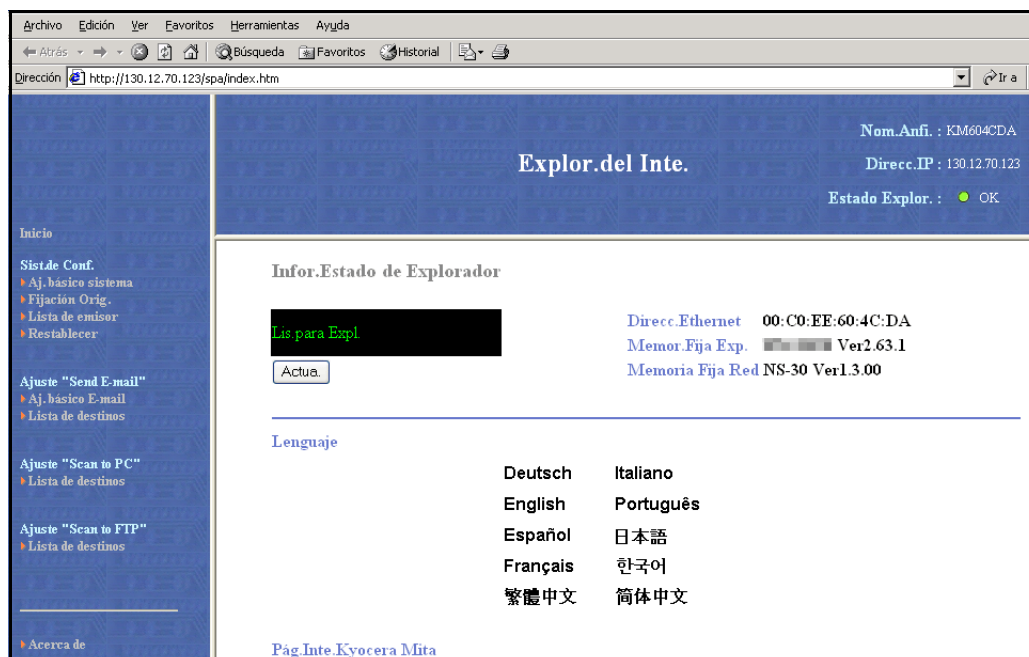 Archivo Edición Ver Favoritos Herramientas Ayuda
Atrás Búsqueda Favoritos Historial
Dirección http://130.12.70.123/spa/index.htm Ir a
Explor.del Inte.
Nom.Anfi. : KM604CDA
Direcc.IP : 130.12.70.123
Estado Explor. : OK
Inicio
Sist.de Conf.
Aj. básico sistema
Fijación Orig.
Lista de emisor
Restablecer
Ajuste "Send E-mail"
Aj. básico E-mail
Lista de destinos
Ajuste "Scan to PC"
Lista de destinos
Ajuste "Scan to FTP"
Lista de destinos
Acerca de
Infor.Estado de Explorador
Lis.para Expl.
Actua.
Direcc.Ethernet 00:C0:EE:60:4C:DA
Memor.Fija Exp. Ver2.63.1
Memoria Fija Red NS-30 Ver1.3.00
Lenguaje
Deutsch Italiano
English Português
Español 日本語
Français 한국어
繁體中文 简体中文
Pág.Inte.Kyocera Mita